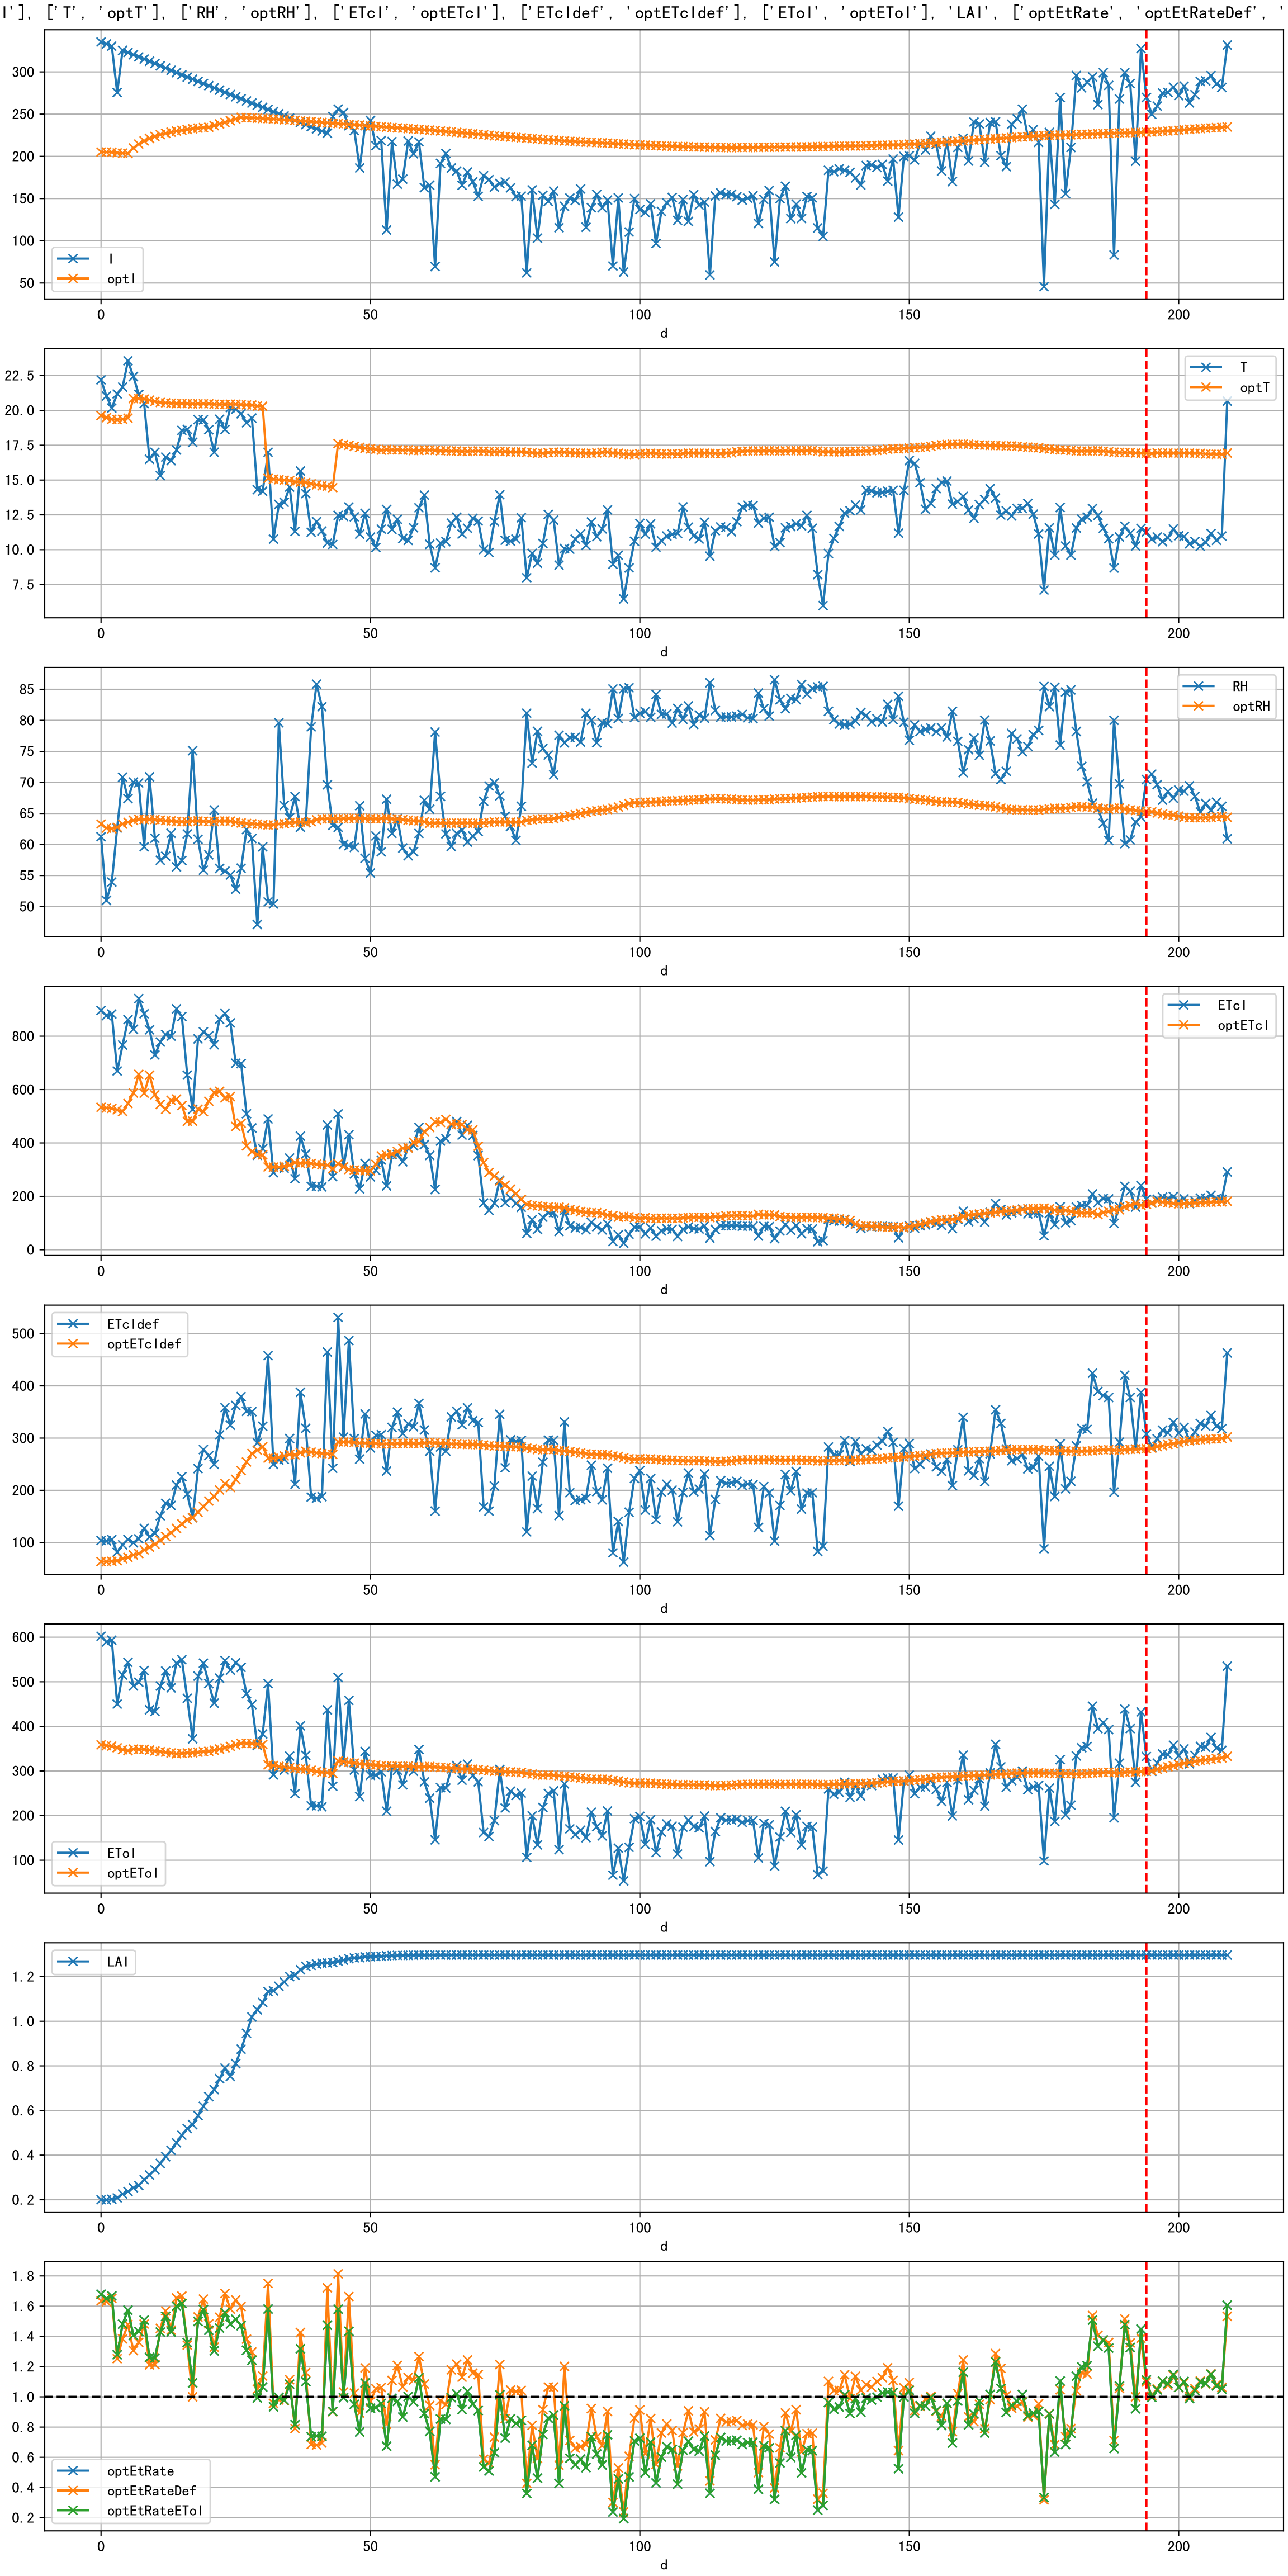 I'], ['T', 'optT'], ['RH', 'optRH'], ['ETcI', 'optETcI'], ['ETcIdef', 'optETcIdef'], ['EToI', 'optEToI'], 'LAI', ['optEtRate', 'optEtRateDef', '
300
250
200
150
100
50
I
optI
0 50 100 150 200
d
22.5
20.0
17.5
15.0
12.5
10.0
7.5
T
optT
0 50 100 150 200
d
85
80
75
70
65
60
55
50
RH
optRH
0 50 100 150 200
d
800
600
400
200
0
ETcI
optETcI
0 50 100 150 200
d
500
400
300
200
100
ETcIdef
optETcIdef
0 50 100 150 200
d
600
500
400
300
200
100
EToI
optEToI
0 50 100 150 200
d
1.2
1.0
0.8
0.6
0.4
0.2
LAI
0 50 100 150 200
d
1.8
1.6
1.4
1.2
1.0
0.8
0.6
0.4
0.2
optEtRate
optEtRateDef
optEtRateEToI
0 50 100 150 200
d